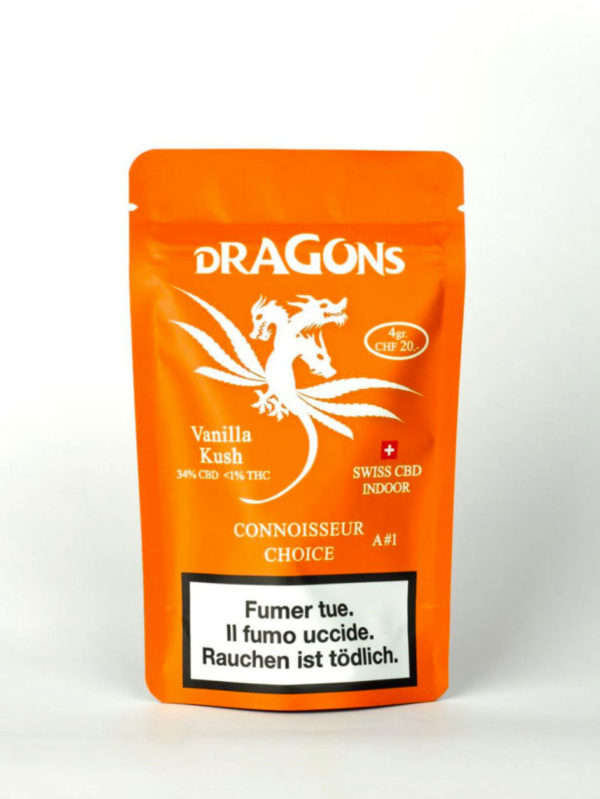 DRAGONS
4gr.
CHF 20.-
Vanilla
Kush
34% CBD <1% THC
SWISS CBD
INDOOR
CONNOISSEUR
CHOICE
A#1
Fumer tue.
Il fumo uccide.
Rauchen ist tödlich.